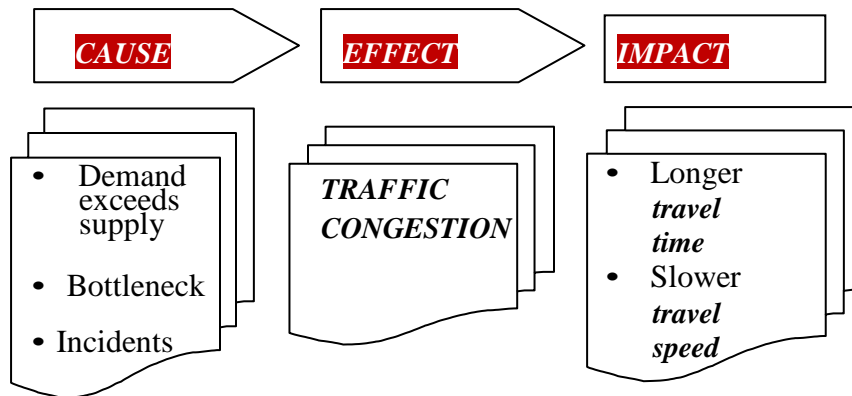 CAUSE
EFFECT
IMPACT
• Demand
exceeds
supply
• Bottleneck
• Incidents
TRAFFIC
CONGESTION
• Longer
travel
time
• Slower
travel
speed